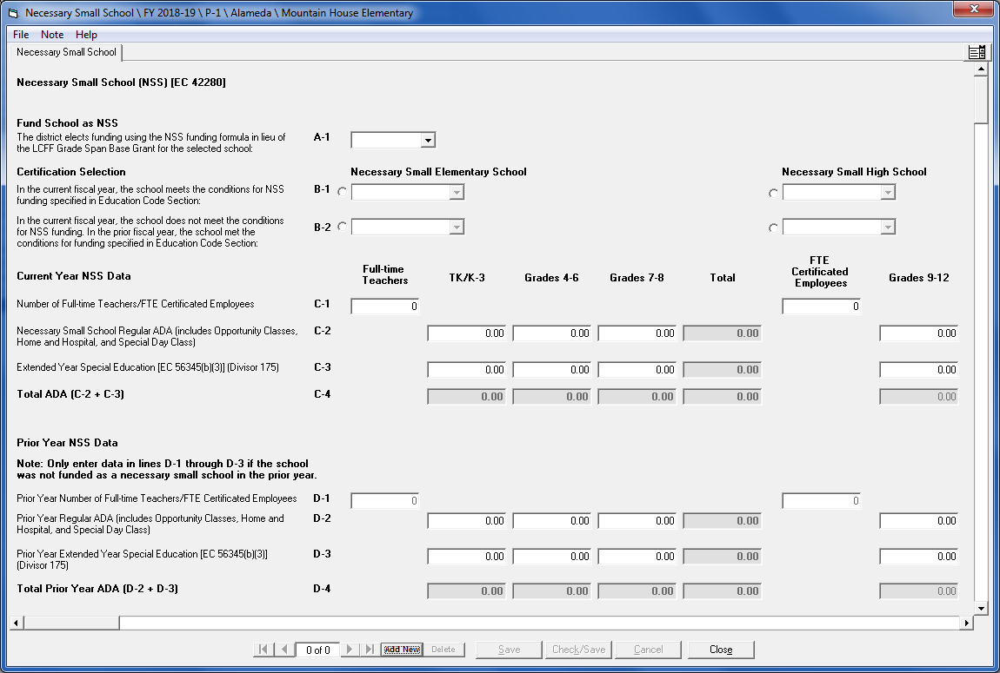 Necessary Small School \ FY 2018-19 \ P-1 \ Alameda \ Mountain House Elementary
File Note Help
Necessary Small School
Necessary Small School (NSS) [EC 42280]
Fund School as NSS
The district elects funding using the NSS funding formula in lieu of
the LCFF Grade Span Base Grant for the selected school:
A-1
Certification Selection
Necessary Small Elementary School
Necessary Small High School
In the current fiscal year, the school meets the conditions for NSS
funding specified in Education Code Section:
B-1
In the current fiscal year, the school does not meet the conditions
for NSS funding. In the prior fiscal year, the school met the
conditions for funding specified in Education Code Section:
B-2
Current Year NSS Data
Full-time
Teachers
TK/K-3
Grades 4-6
Grades 7-8
Total
FTE
Certificated
Employees
Grades 9-12
Number of Full-time Teachers/FTE Certificated Employees C-1 0 0
Necessary Small School Regular ADA (includes Opportunity Classes,
Home and Hospital, and Special Day Class)
C-2 0.00 0.00 0.00 0.00 0.00
Extended Year Special Education [EC 56345(b)(3)] (Divisor 175) C-3 0.00 0.00 0.00 0.00 0.00
Total ADA (C-2 + C-3) C-4 0.00 0.00 0.00 0.00 0.00
Prior Year NSS Data
Note: Only enter data in lines D-1 through D-3 if the school
was not funded as a necessary small school in the prior year.
Prior Year Number of Full-time Teachers/FTE Certificated Employees D-1 0 0
Prior Year Regular ADA (includes Opportunity Classes, Home and
Hospital, and Special Day Class)
D-2 0.00 0.00 0.00 0.00 0.00
Prior Year Extended Year Special Education [EC 56345(b)(3)]
(Divisor 175)
D-3 0.00 0.00 0.00 0.00 0.00
Total Prior Year ADA (D-2 + D-3) D-4 0.00 0.00 0.00 0.00 0.00
0 of 0 Add New Delete Save Check/Save Cancel Close